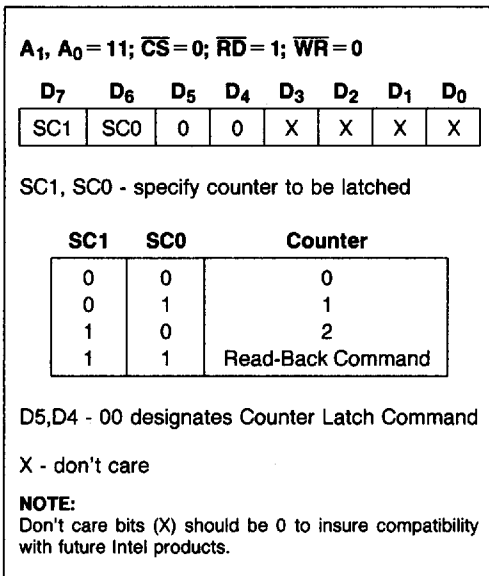 A1, A0 = 11; C̅S̅ = 0; R̅D̅ = 1; W̅R̅ = 0
D7 D6 D5 D4 D3 D2 D1 D0
SC1 SC0 0 0 X X X X
SC1, SC0 - specify counter to be latched
SC1 SC0 Counter
0 0 0
0 1 1
1 0 2
1 1 Read-Back Command
D5,D4 - 00 designates Counter Latch Command
X - don't care
NOTE:
Don't care bits (X) should be 0 to insure compatibility
with future Intel products.